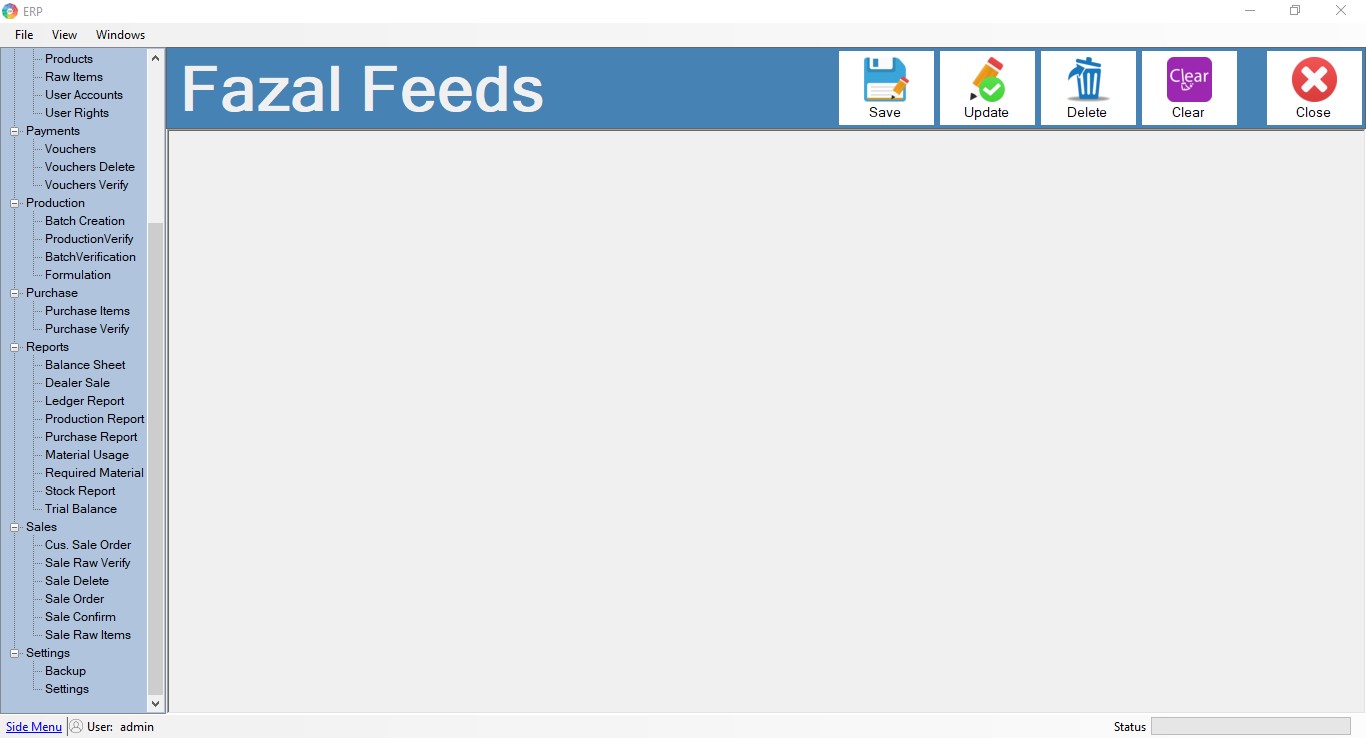 ERP
File View Windows
Products
Raw Items
User Accounts
User Rights
Payments
Vouchers
Vouchers Delete
Vouchers Verify
Production
Batch Creation
ProductionVerify
BatchVerification
Formulation
Purchase
Purchase Items
Purchase Verify
Reports
Balance Sheet
Dealer Sale
Ledger Report
Production Report
Purchase Report
Material Usage
Required Material
Stock Report
Trial Balance
Sales
Cus. Sale Order
Sale Raw Verify
Sale Delete
Sale Order
Sale Confirm
Sale Raw Items
Settings
Backup
Settings
Fazal Feeds
Clear
Save Update Delete Clear Close
Side Menu User: admin Status